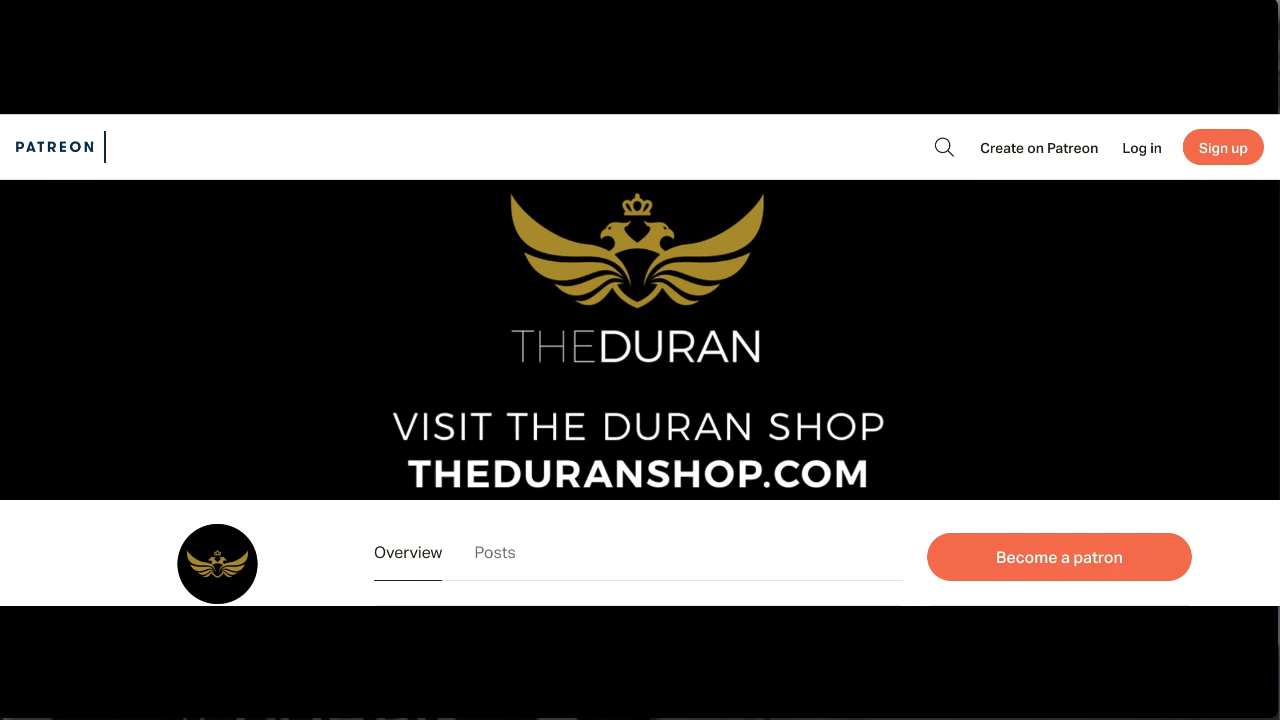 PATREON
Create on Patreon
Log in
Sign up
THEDURAN
VISIT THE DURAN SHOP
THEDURANSHOP.COM
Overview
Posts
Become a patron